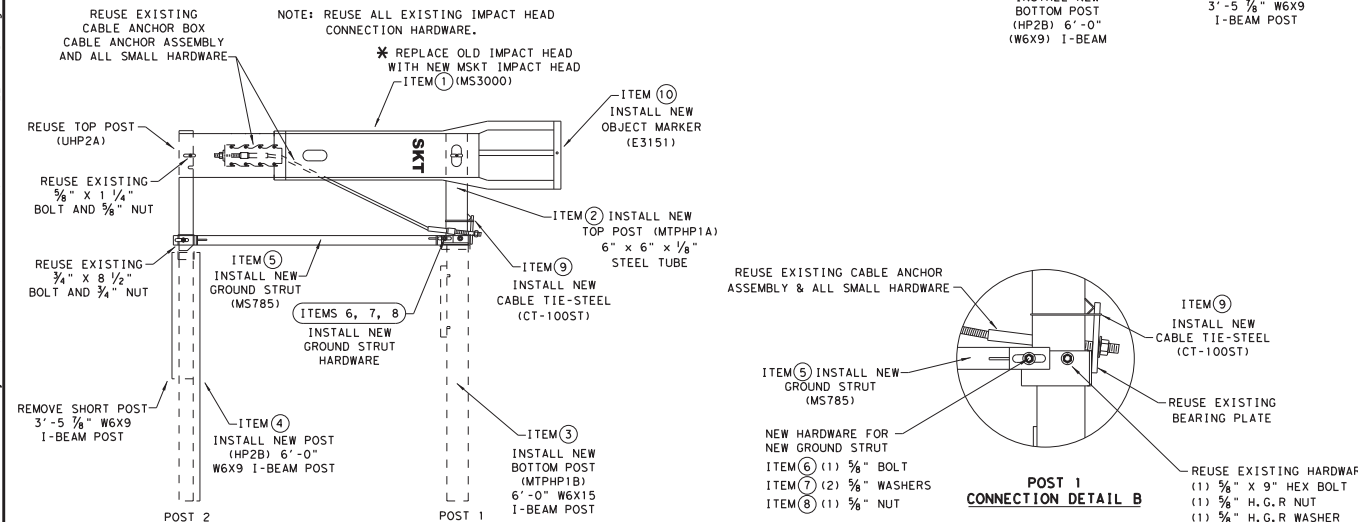 REUSE EXISTING
CABLE ANCHOR BOX
CABLE ANCHOR ASSEMBLY
AND ALL SMALL HARDWARE
NOTE: REUSE ALL EXISTING IMPACT HEAD
CONNECTION HARDWARE.
* REPLACE OLD IMPACT HEAD
WITH NEW MSKT IMPACT HEAD
ITEM 1 (MS3000)
ITEM 10
INSTALL NEW
OBJECT MARKER
(E3151)
REUSE TOP POST
(UHP2A)
SKT
REUSE EXISTING
5/8" X 1 1/4"
BOLT AND 5/8" NUT
ITEM 2 INSTALL NEW
TOP POST (MTPHP1A)
6" x 6" x 1/8"
STEEL TUBE
REUSE EXISTING
3/4" X 8 1/2"
BOLT AND 3/4" NUT
ITEM 5
INSTALL NEW
GROUND STRUT
(MS785)
ITEM 9
INSTALL NEW
CABLE TIE-STEEL
(CT-100ST)
ITEMS 6, 7, 8
INSTALL NEW
GROUND STRUT
HARDWARE
REMOVE SHORT POST
3'-5 7/8" W6X9
I-BEAM POST
ITEM 4
INSTALL NEW POST
(HP2B) 6'-0"
W6X9 I-BEAM POST
ITEM 3
INSTALL NEW
BOTTOM POST
(MTPHP1B)
6'-0" W6X15
I-BEAM POST
POST 2
POST 1
BOTTOM POST
(HP2B) 6'-0"
(W6X9) I-BEAM
3'-5 7/8" W6X9
I-BEAM POST
REUSE EXISTING CABLE ANCHOR
ASSEMBLY & ALL SMALL HARDWARE
ITEM 9
INSTALL NEW
CABLE TIE-STEEL
(CT-100ST)
ITEM 5 INSTALL NEW
GROUND STRUT
(MS785)
REUSE EXISTING
BEARING PLATE
NEW HARDWARE FOR
NEW GROUND STRUT
ITEM 6 (1) 5/8" BOLT
ITEM 7 (2) 5/8" WASHERS
ITEM 8 (1) 5/8" NUT
POST 1
CONNECTION DETAIL B
REUSE EXISTING HARDWAR
(1) 5/8" X 9" HEX BOLT
(1) 5/8" H.G.R NUT
(1) 5/8" H.G.R WASHER